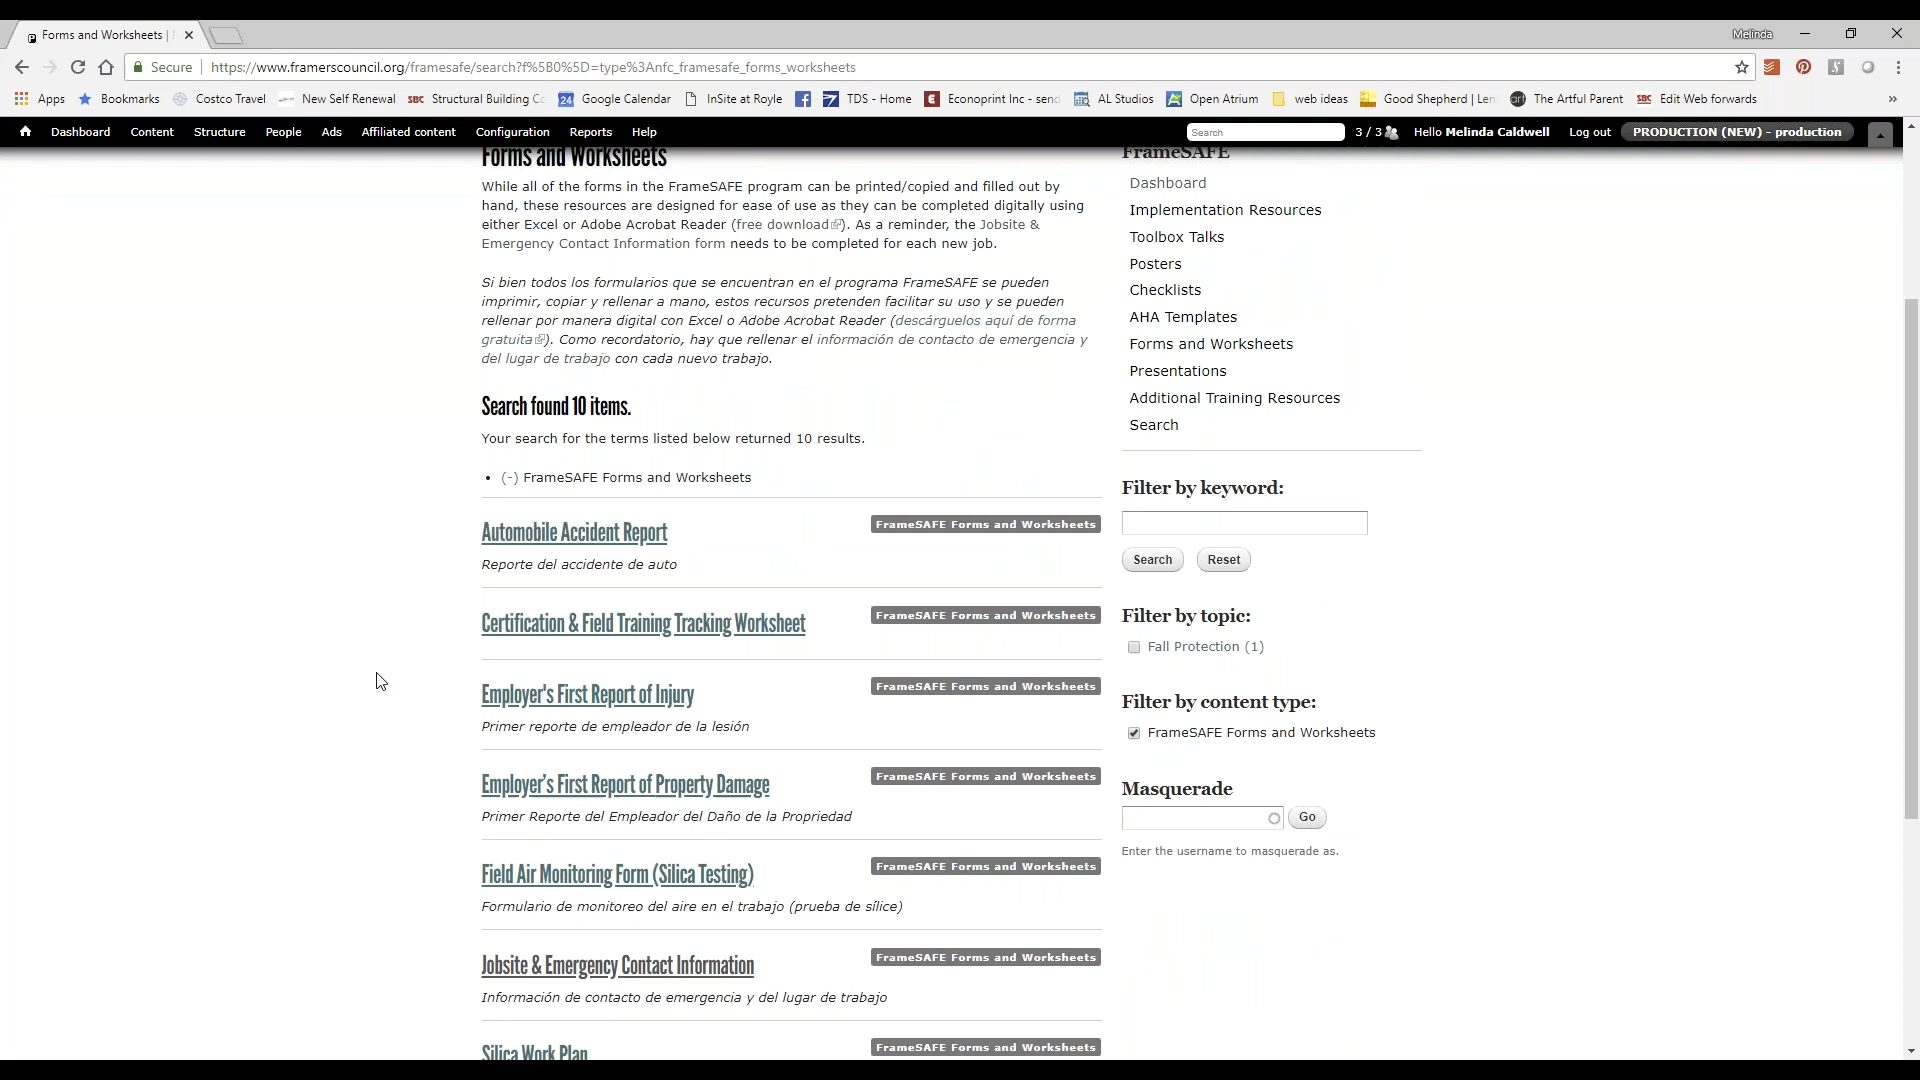 Forms and Worksheets |
Melinda
Secure
https://www.framerscouncil.org/framesafe/search?f%5B0%5D=type%3Anfc_framesafe_forms_worksheets
Apps Bookmarks Costco Travel New Self Renewal SBC Structural Building C 24 Google Calendar InSite at Royle TDS - Home Econoprint Inc - send AL Studios Open Atrium web ideas Good Shepherd | Len art The Artful Parent SBC Edit Web forwards »
Dashboard Content Structure People Ads Affiliated content Configuration Reports Help Search 3 / 3 Hello Melinda Caldwell Log out PRODUCTION (NEW) - production
Forms and Worksheets
While all of the forms in the FrameSAFE program can be printed/copied and filled out by
hand, these resources are designed for ease of use as they can be completed digitally using
either Excel or Adobe Acrobat Reader (free download). As a reminder, the Jobsite &
Emergency Contact Information form needs to be completed for each new job.
Si bien todos los formularios que se encuentran en el programa FrameSAFE se pueden
imprimir, copiar y rellenar a mano, estos recursos pretenden facilitar su uso y se pueden
rellenar por manera digital con Excel o Adobe Acrobat Reader (descárguelos aquí de forma
gratuita). Como recordatorio, hay que rellenar el información de contacto de emergencia y
del lugar de trabajo con cada nuevo trabajo.
Search found 10 items.
Your search for the terms listed below returned 10 results.
• (-) FrameSAFE Forms and Worksheets
Automobile Accident Report FrameSAFE Forms and Worksheets
Reporte del accidente de auto
Certification & Field Training Tracking Worksheet FrameSAFE Forms and Worksheets
Employer's First Report of Injury FrameSAFE Forms and Worksheets
Primer reporte de empleador de la lesión
Employer's First Report of Property Damage FrameSAFE Forms and Worksheets
Primer Reporte del Empleador del Daño de la Propriedad
Field Air Monitoring Form (Silica Testing) FrameSAFE Forms and Worksheets
Formulario de monitoreo del aire en el trabajo (prueba de sílice)
Jobsite & Emergency Contact Information FrameSAFE Forms and Worksheets
Información de contacto de emergencia y del lugar de trabajo
Silica Work Plan FrameSAFE Forms and Worksheets
FrameSAFE
Dashboard
Implementation Resources
Toolbox Talks
Posters
Checklists
AHA Templates
Forms and Worksheets
Presentations
Additional Training Resources
Search
Filter by keyword:
Search Reset
Filter by topic:
Fall Protection (1)
Filter by content type:
FrameSAFE Forms and Worksheets
Masquerade
Go
Enter the username to masquerade as.